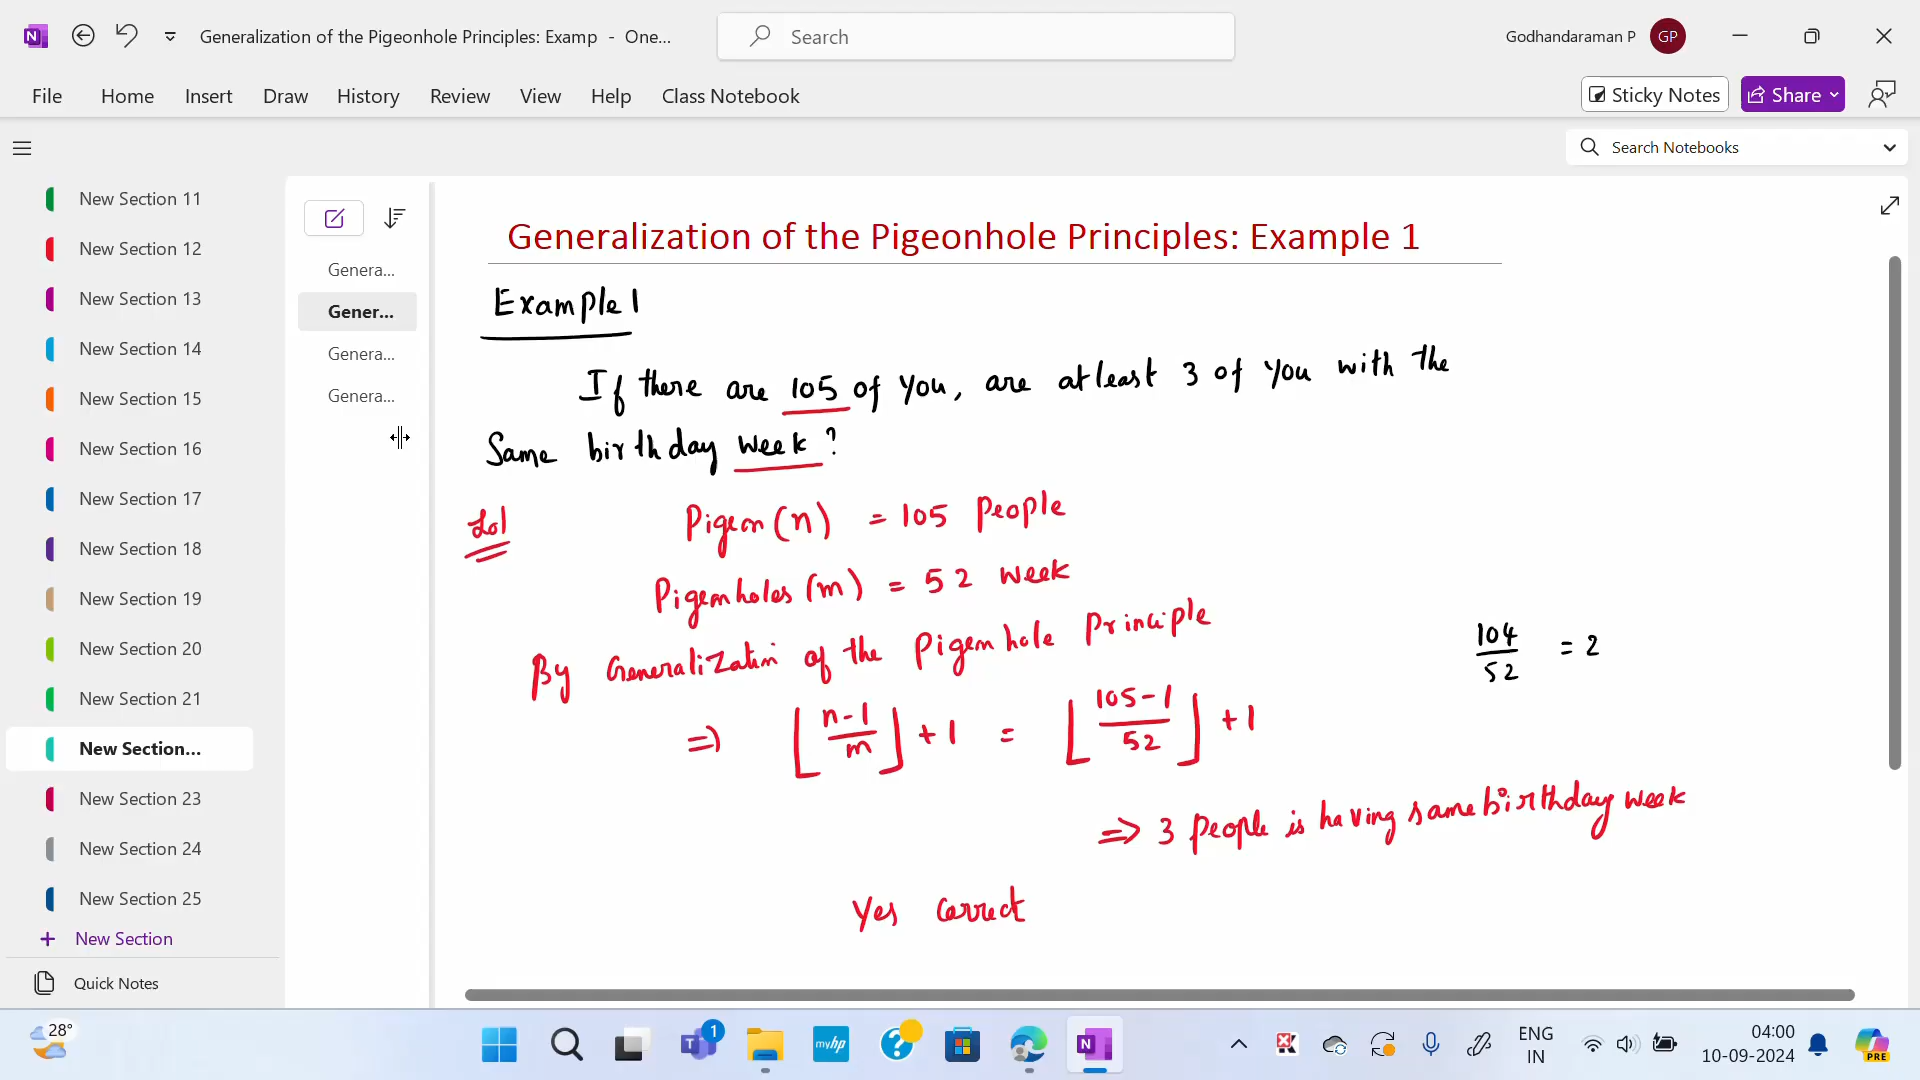 Generalization of the Pigeonhole Principles: Examp - One...
Search
Godhandaraman P
GP
File Home Insert Draw History Review View Help Class Notebook
Sticky Notes
Share
Search Notebooks
New Section 11
New Section 12
New Section 13
New Section 14
New Section 15
New Section 16
New Section 17
New Section 18
New Section 19
New Section 20
New Section 21
New Section...
New Section 23
New Section 24
New Section 25
New Section
Quick Notes
Genera...
Gener...
Genera...
Genera...
Generalization of the Pigeonhole Principles: Example 1
Example 1
If there are 105 of you, are atleast 3 of you with the
Same birthday week?
Sol
Pigeon (n) = 105 People
Pigeonholes (m) = 52 week
By Generalization of the Pigeonhole Principle
104/52 = 2
=> ⌊(n-1)/m⌋ + 1 = ⌊(105-1)/52⌋ + 1
=> 3 people is having same birthday week
Yes correct
28°
1
myhp
ENG
IN
04:00
10-09-2024
PRE